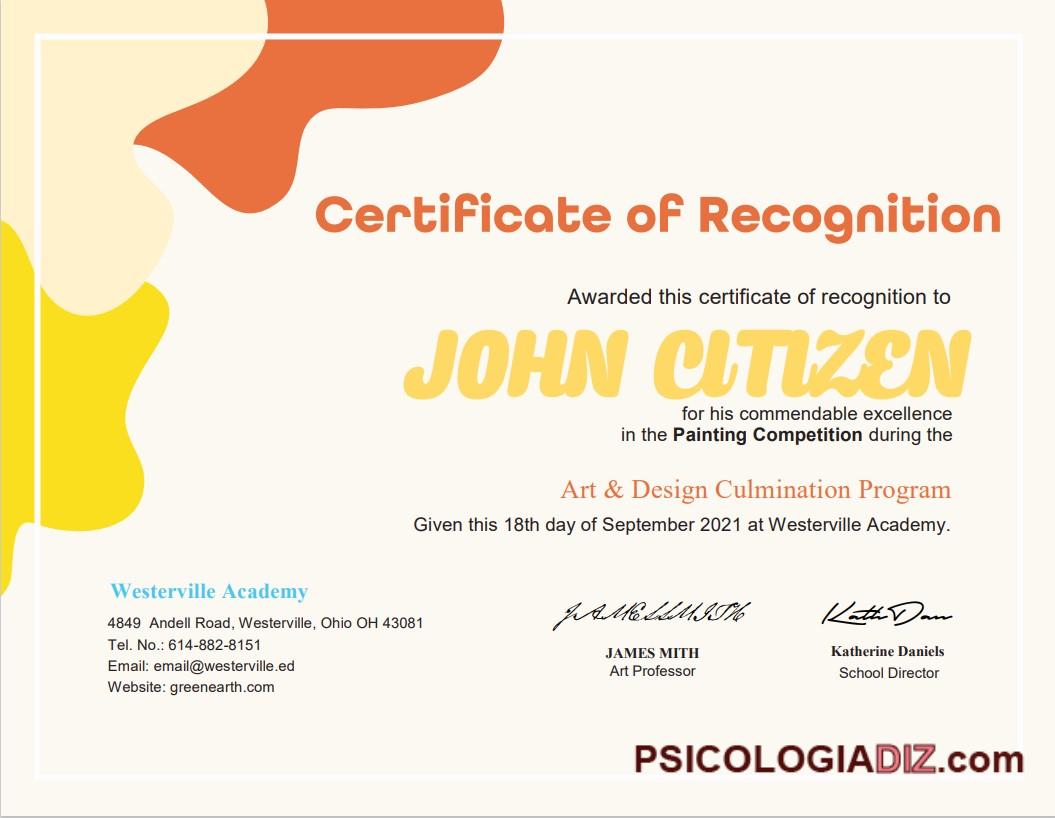 Certificate of Recognition
Awarded this certificate of recognition to
JOHN CITIZEN
for his commendable excellence
in the Painting Competition during the
Art & Design Culmination Program
Given this 18th day of September 2021 at Westerville Academy.
Westerville Academy
4849 Andell Road, Westerville, Ohio OH 43081
Tel. No.: 614-882-8151
Email: email@westerville.ed
Website: greenearth.com
JAMESSMITH
Kath Dan
JAMES MITH
Katherine Daniels
Art Professor
School Director
PSICOLOGIADIZ.com